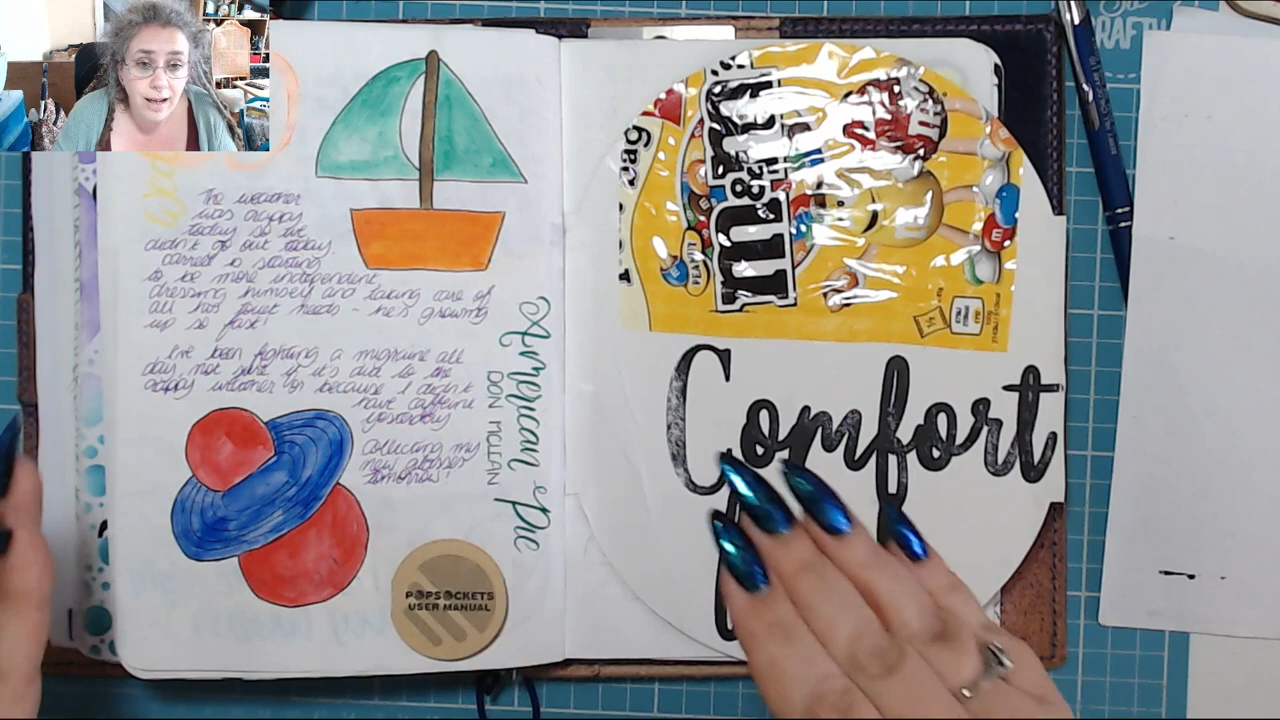 The weather
was crappy
today so we
didn't go out today.
is starting
to be more independent,
dressing himself and taking care of
all his needs - he's growing
up so fast!
I've been fighting a migraine all
day, not sure if it's due to the
crappy weather or because I didn't
have caffeine
yesterday
Collecting my
new glasses
tomorrow!
American Pie
DON McLEAN
POPSOCKETS
USER MANUAL
m&m's
PEANUT
Comfort
CRAFTY